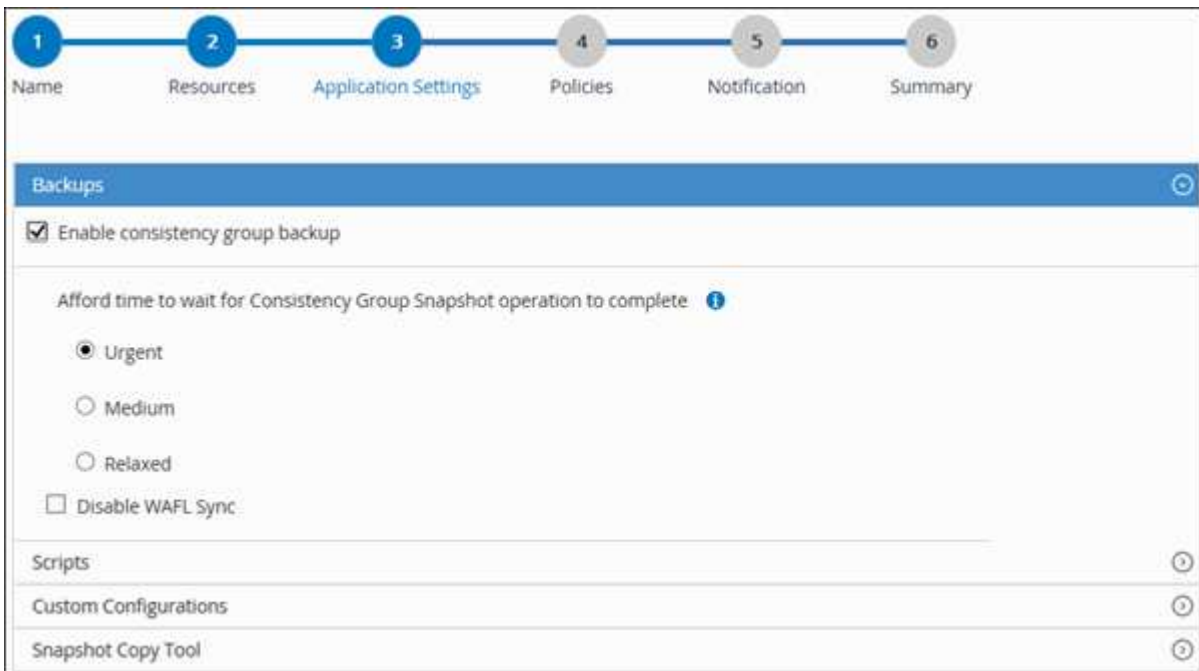 1 2 3 4 5 6
Name Resources Application Settings Policies Notification Summary
Backups
Enable consistency group backup
Afford time to wait for Consistency Group Snapshot operation to complete i
Urgent
Medium
Relaxed
Disable WAFL Sync
Scripts
Custom Configurations
Snapshot Copy Tool